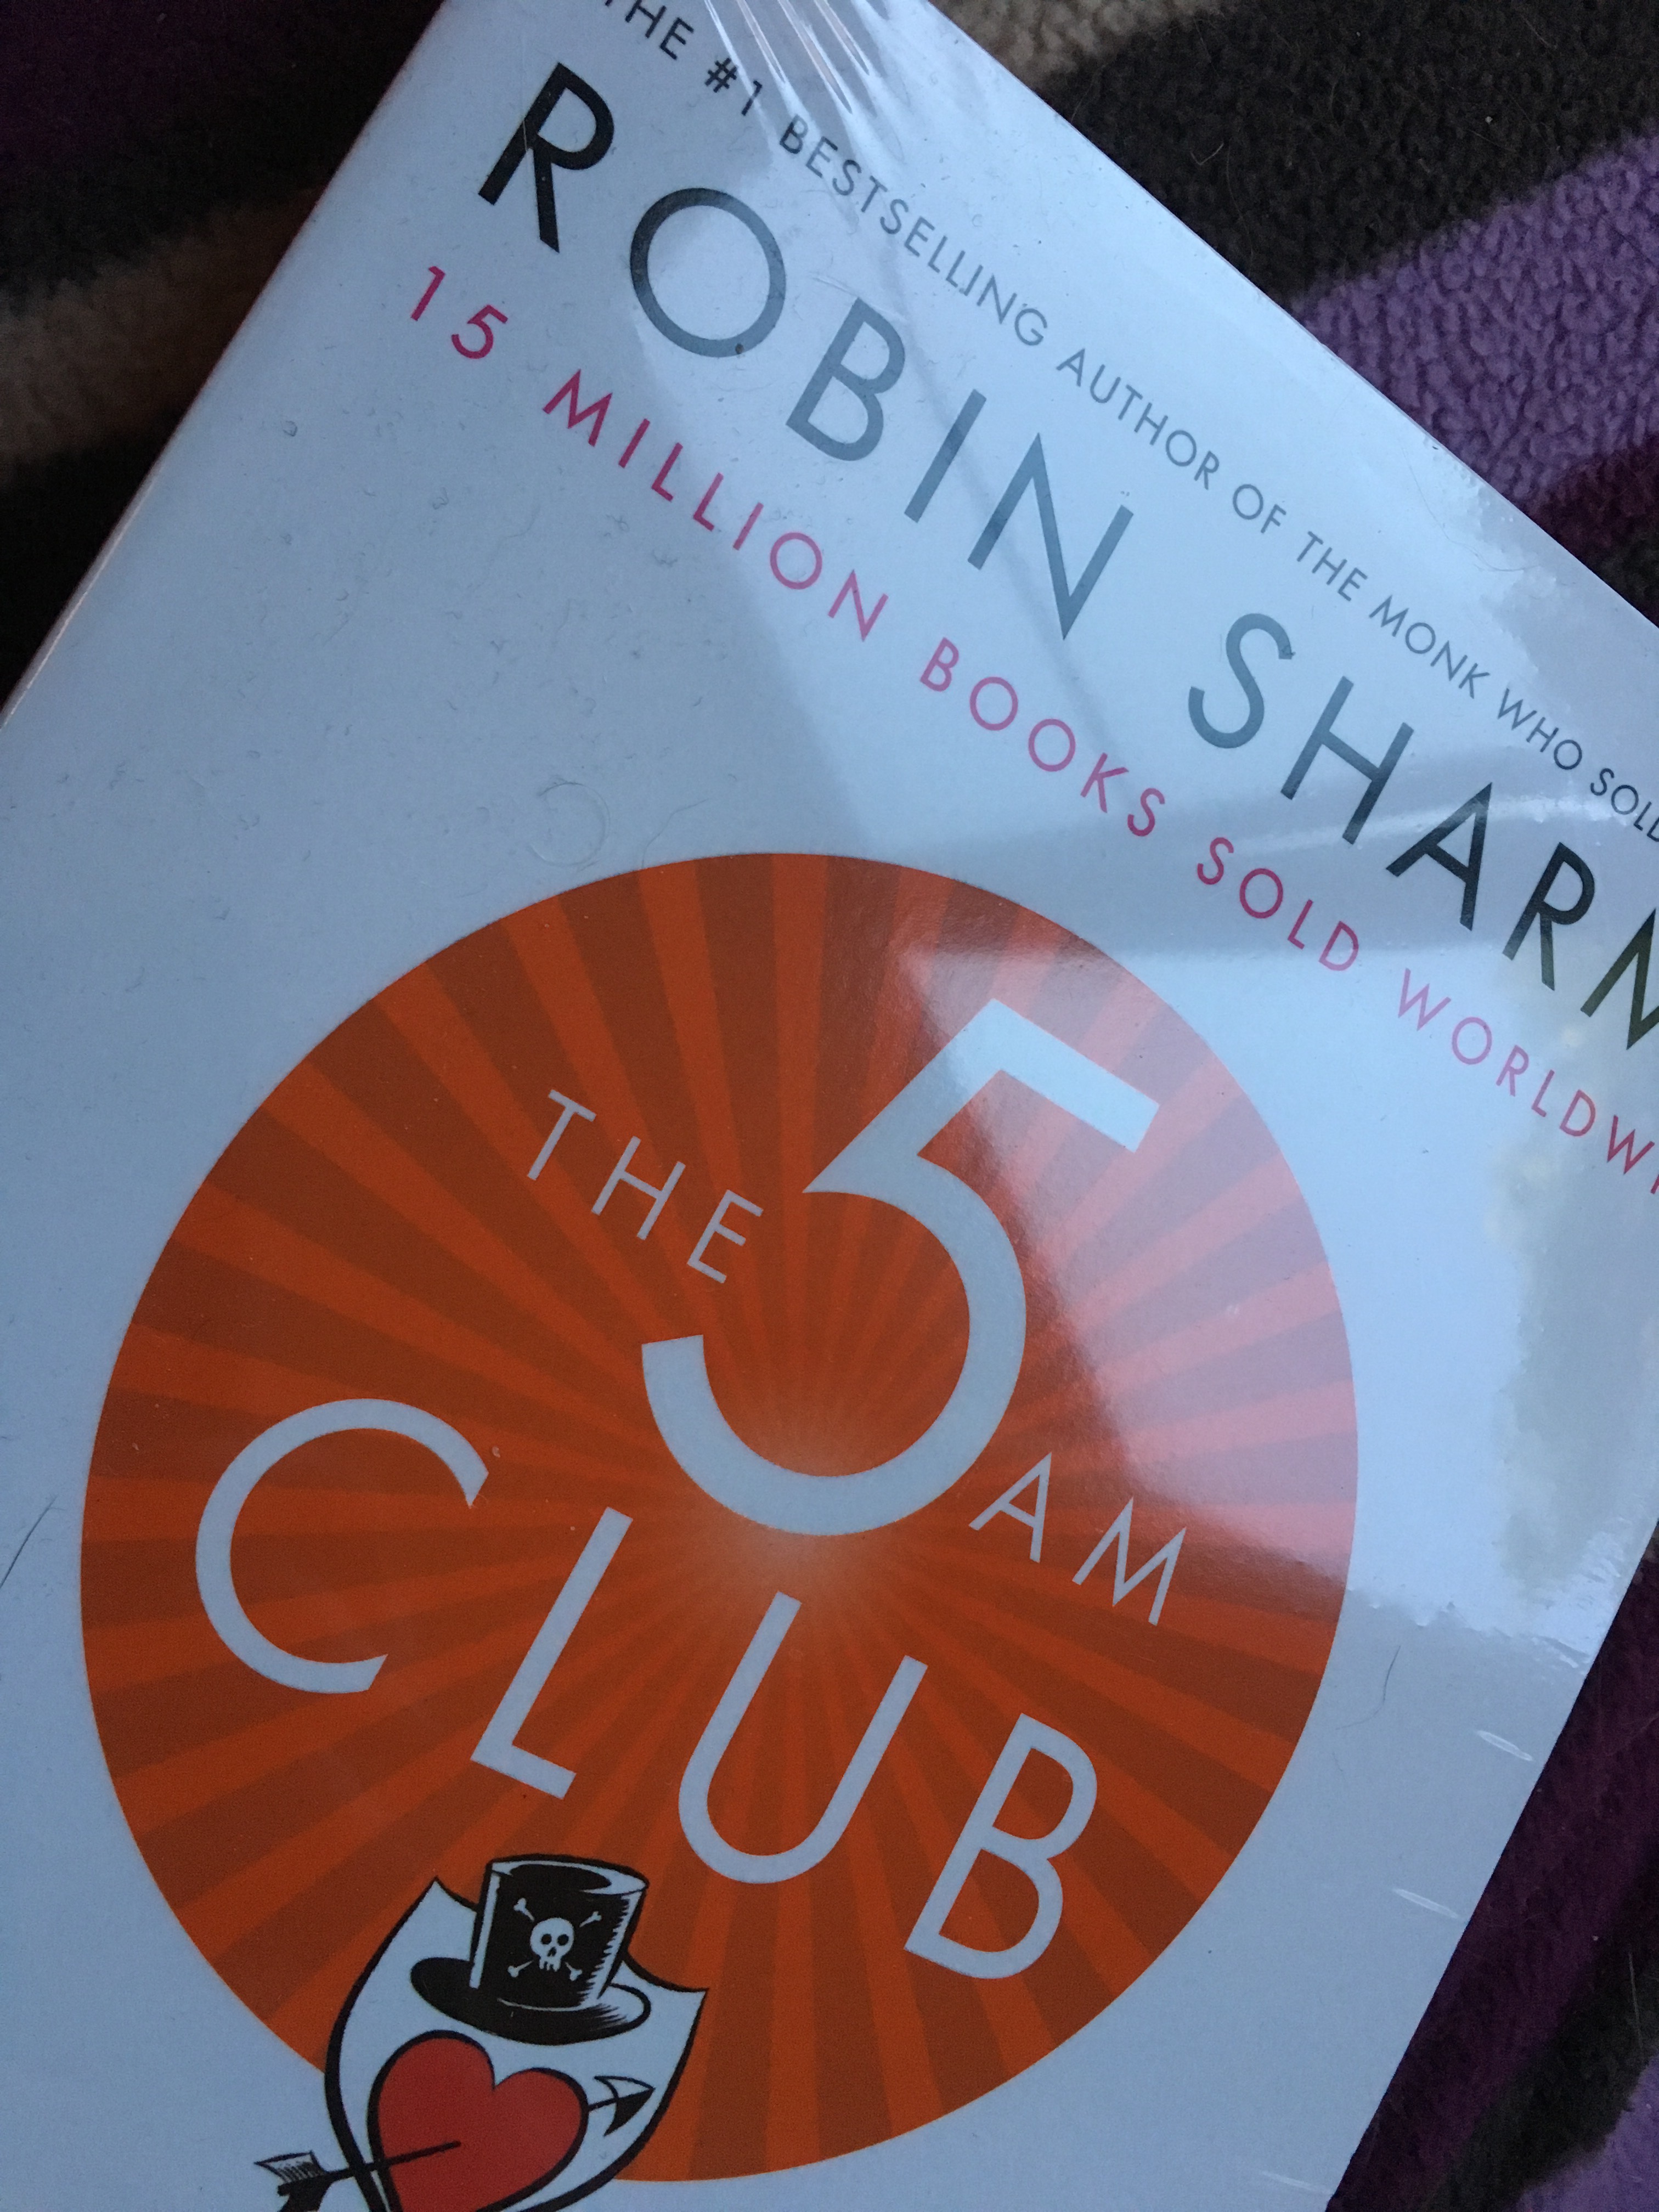 THE #1 BESTSELLING AUTHOR OF THE MONK WHO SOLD
ROBIN SHARM
15 MILLION BOOKS SOLD WORLDWI
THE 5 AM
CLUB